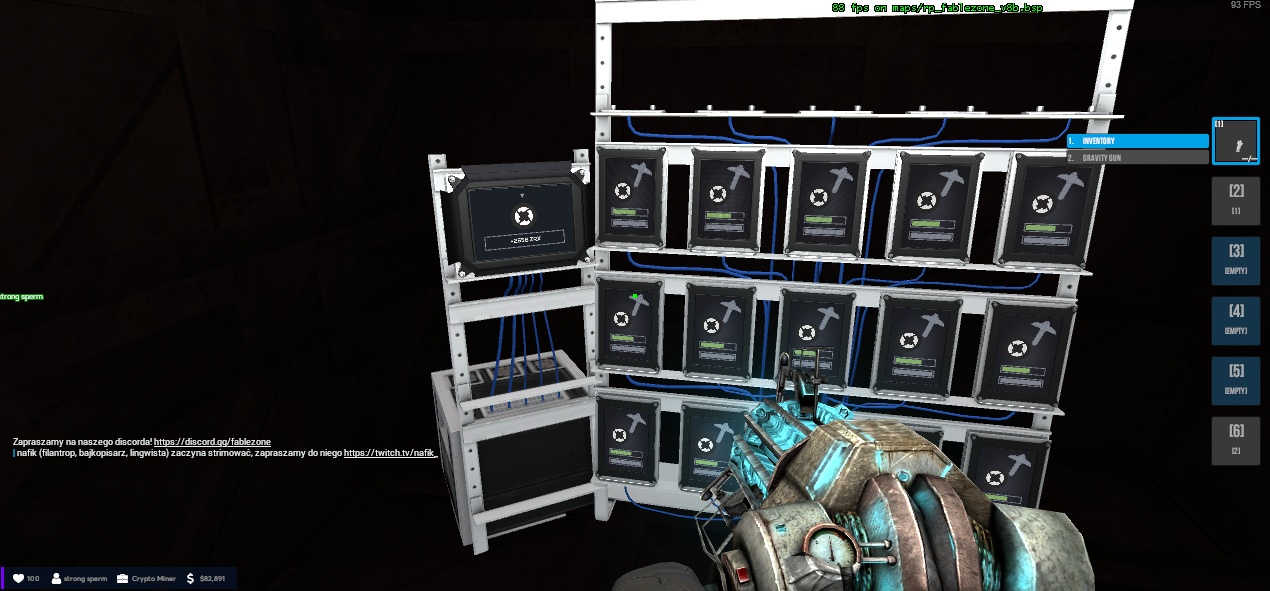 88 fps on maps/rp_fablezone_v8b.bsp
93 FPS
[1]
1. INVENTORY
2. GRAVITY GUN
[2]
[1]
[3]
[EMPTY]
[4]
[EMPTY]
[5]
[EMPTY]
[6]
[2]
strong sperm
Zapraszamy na naszego discorda! https://discord.gg/fablezone
| nafik (filantrop, bajkopisarz, lingwista) zaczyna strimować, zapraszamy do niego https://twitch.tv/nafik_
100 strong sperm Crypto Miner $ $82,891